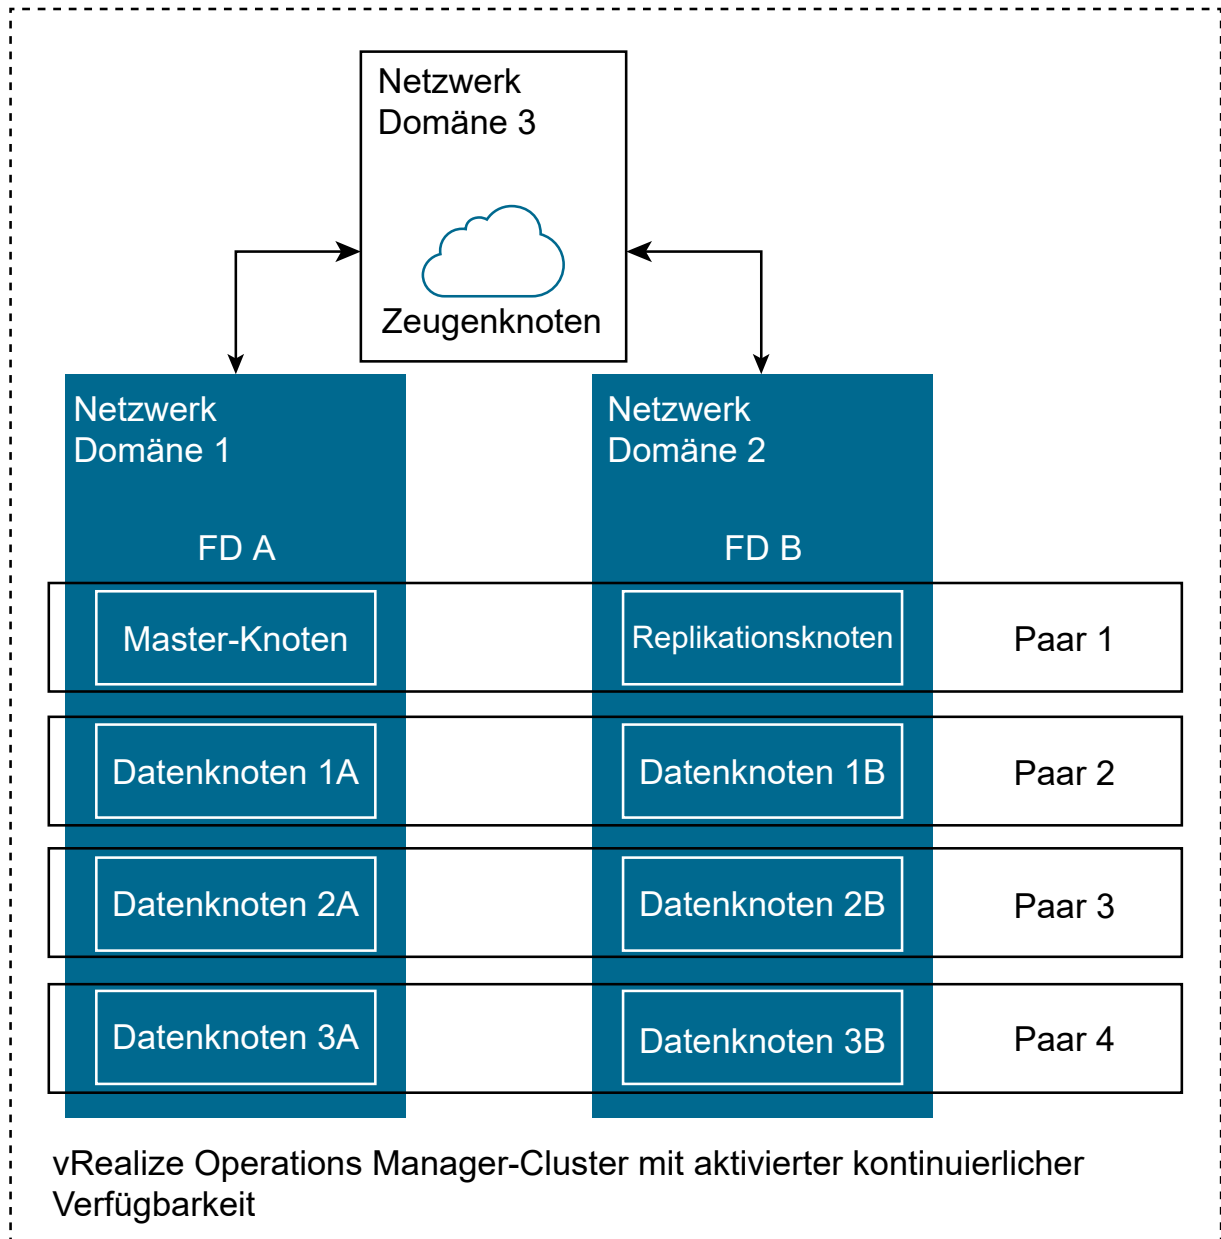 Netzwerk
Domäne 3
Zeugenknoten
Netzwerk
Domäne 1
Netzwerk
Domäne 2
FD A
FD B
Master-Knoten
Replikationsknoten
Paar 1
Datenknoten 1A
Datenknoten 1B
Paar 2
Datenknoten 2A
Datenknoten 2B
Paar 3
Datenknoten 3A
Datenknoten 3B
Paar 4
vRealize Operations Manager-Cluster mit aktivierter kontinuierlicher
Verfügbarkeit